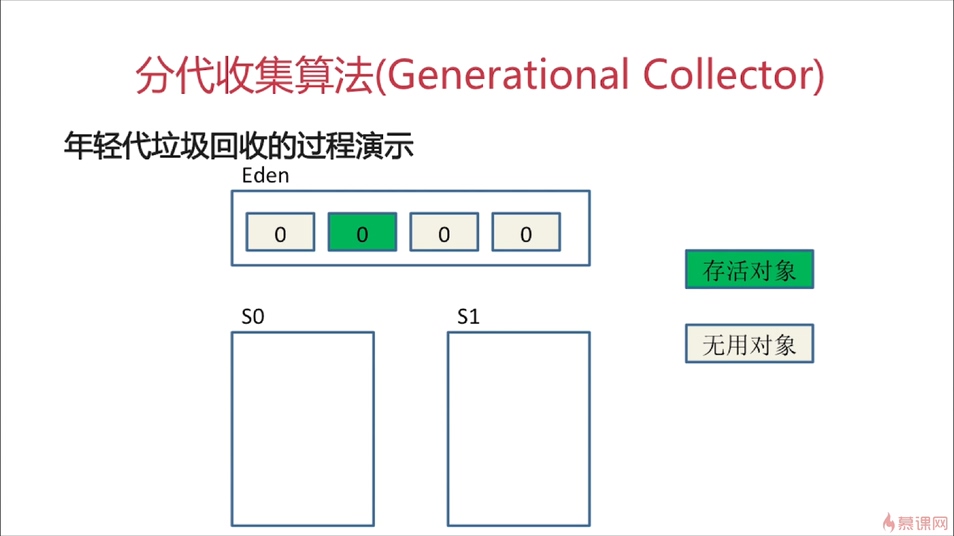 分代收集算法(Generational Collector)
年轻代垃圾回收的过程演示
Eden
0 0 0 0
存活对象
S0 S1
无用对象
慕课网